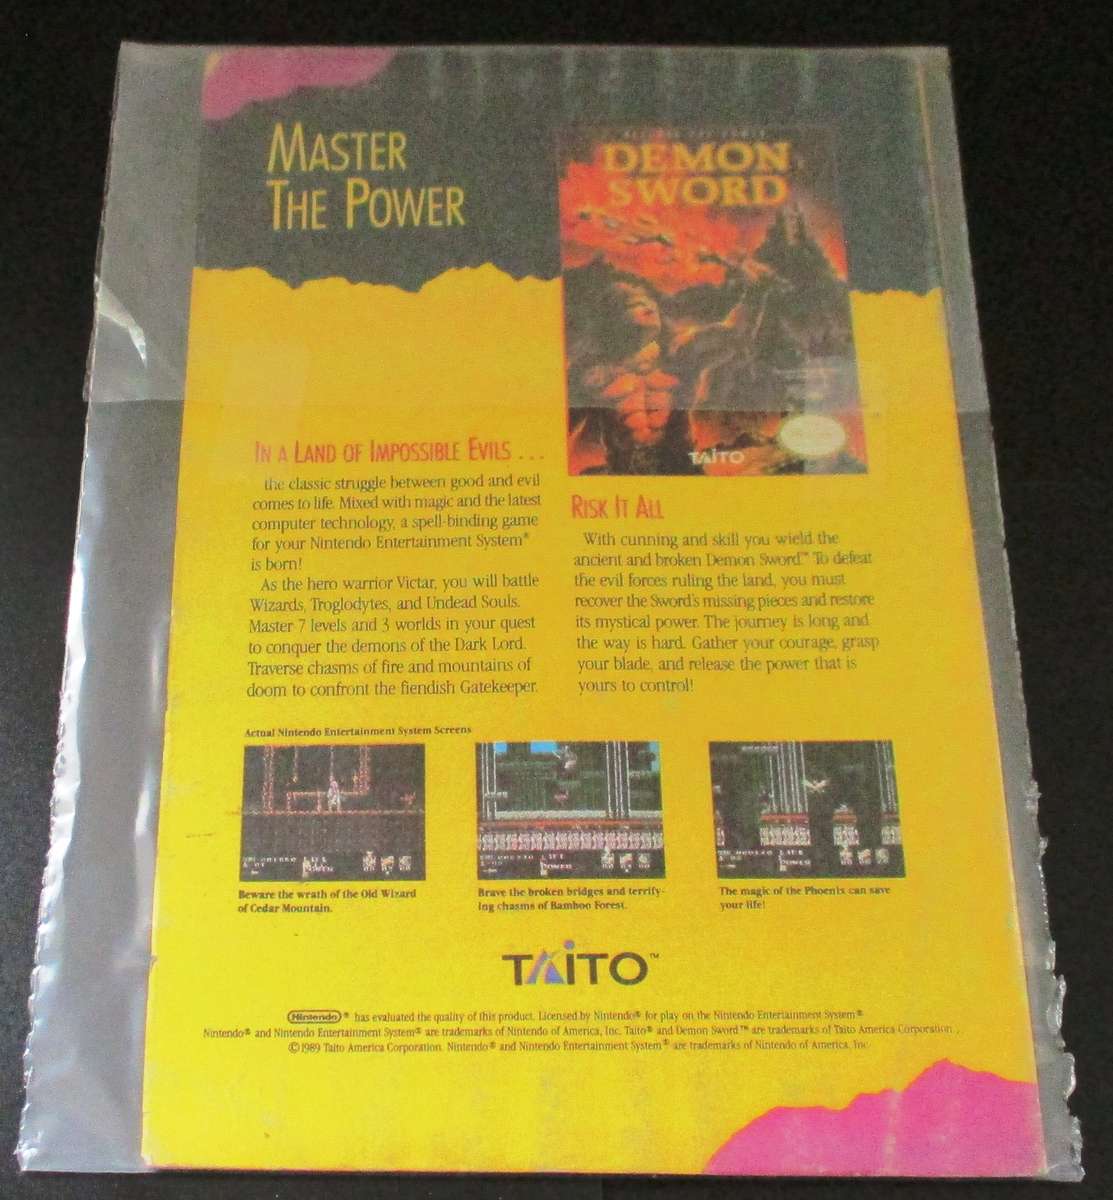 MASTER
THE POWER
RELEASE THE POWER
DEMON
SWORD
TAITO
IN A LAND OF IMPOSSIBLE EVILS . . .
the classic struggle between good and evil
comes to life. Mixed with magic and the latest
computer technology, a spell-binding game
for your Nintendo Entertainment System®
is born!
As the hero warrior Victar, you will battle
Wizards, Troglodytes, and Undead Souls.
Master 7 levels and 3 worlds in your quest
to conquer the demons of the Dark Lord.
Traverse chasms of fire and mountains of
doom to confront the fiendish Gatekeeper.
RISK IT ALL
With cunning and skill you wield the
ancient and broken Demon Sword.™ To defeat
the evil forces ruling the land, you must
recover the Sword's missing pieces and restore
its mystical power. The journey is long and
the way is hard. Gather your courage, grasp
your blade, and release the power that is
yours to control!
Actual Nintendo Entertainment System Screens
LIFE
POWER
LIFE
POWER
LIFE
POWER
Beware the wrath of the Old Wizard
of Cedar Mountain.
Brave the broken bridges and terrify-
ing chasms of Bamboo Forest.
The magic of the Phoenix can save
your life!
TAITO™
Nintendo® has evaluated the quality of this product. Licensed by Nintendo® for play on the Nintendo Entertainment System®
Nintendo® and Nintendo Entertainment System® are trademarks of Nintendo of America, Inc. Taito® and Demon Sword™ are trademarks of Taito America Corporation.
©1989 Taito America Corporation. Nintendo® and Nintendo Entertainment System® are trademarks of Nintendo of America, Inc.